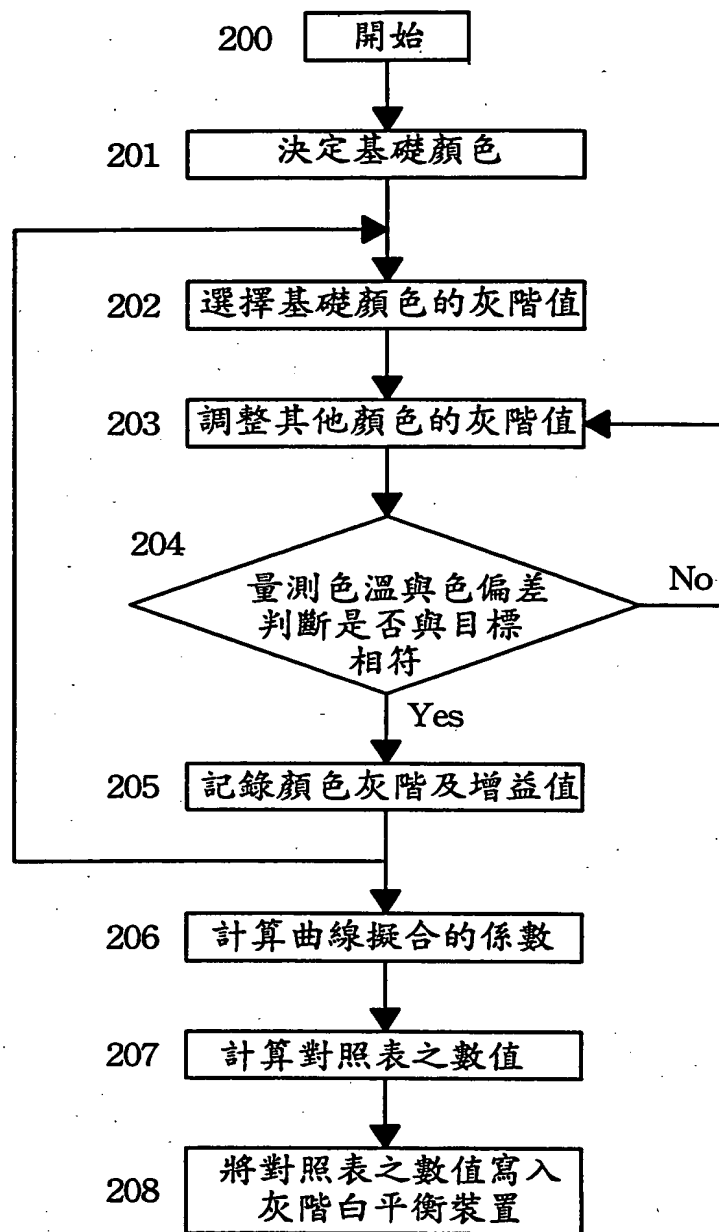 200 開始
201 決定基礎顏色
202 選擇基礎顏色的灰階值
203 調整其他顏色的灰階值
204
量測色溫與色偏差
判斷是否與目標
相符
No
Yes
205 記錄顏色灰階及增益值
206 計算曲線擬合的係數
207 計算對照表之數值
208 將對照表之數值寫入
灰階白平衡裝置